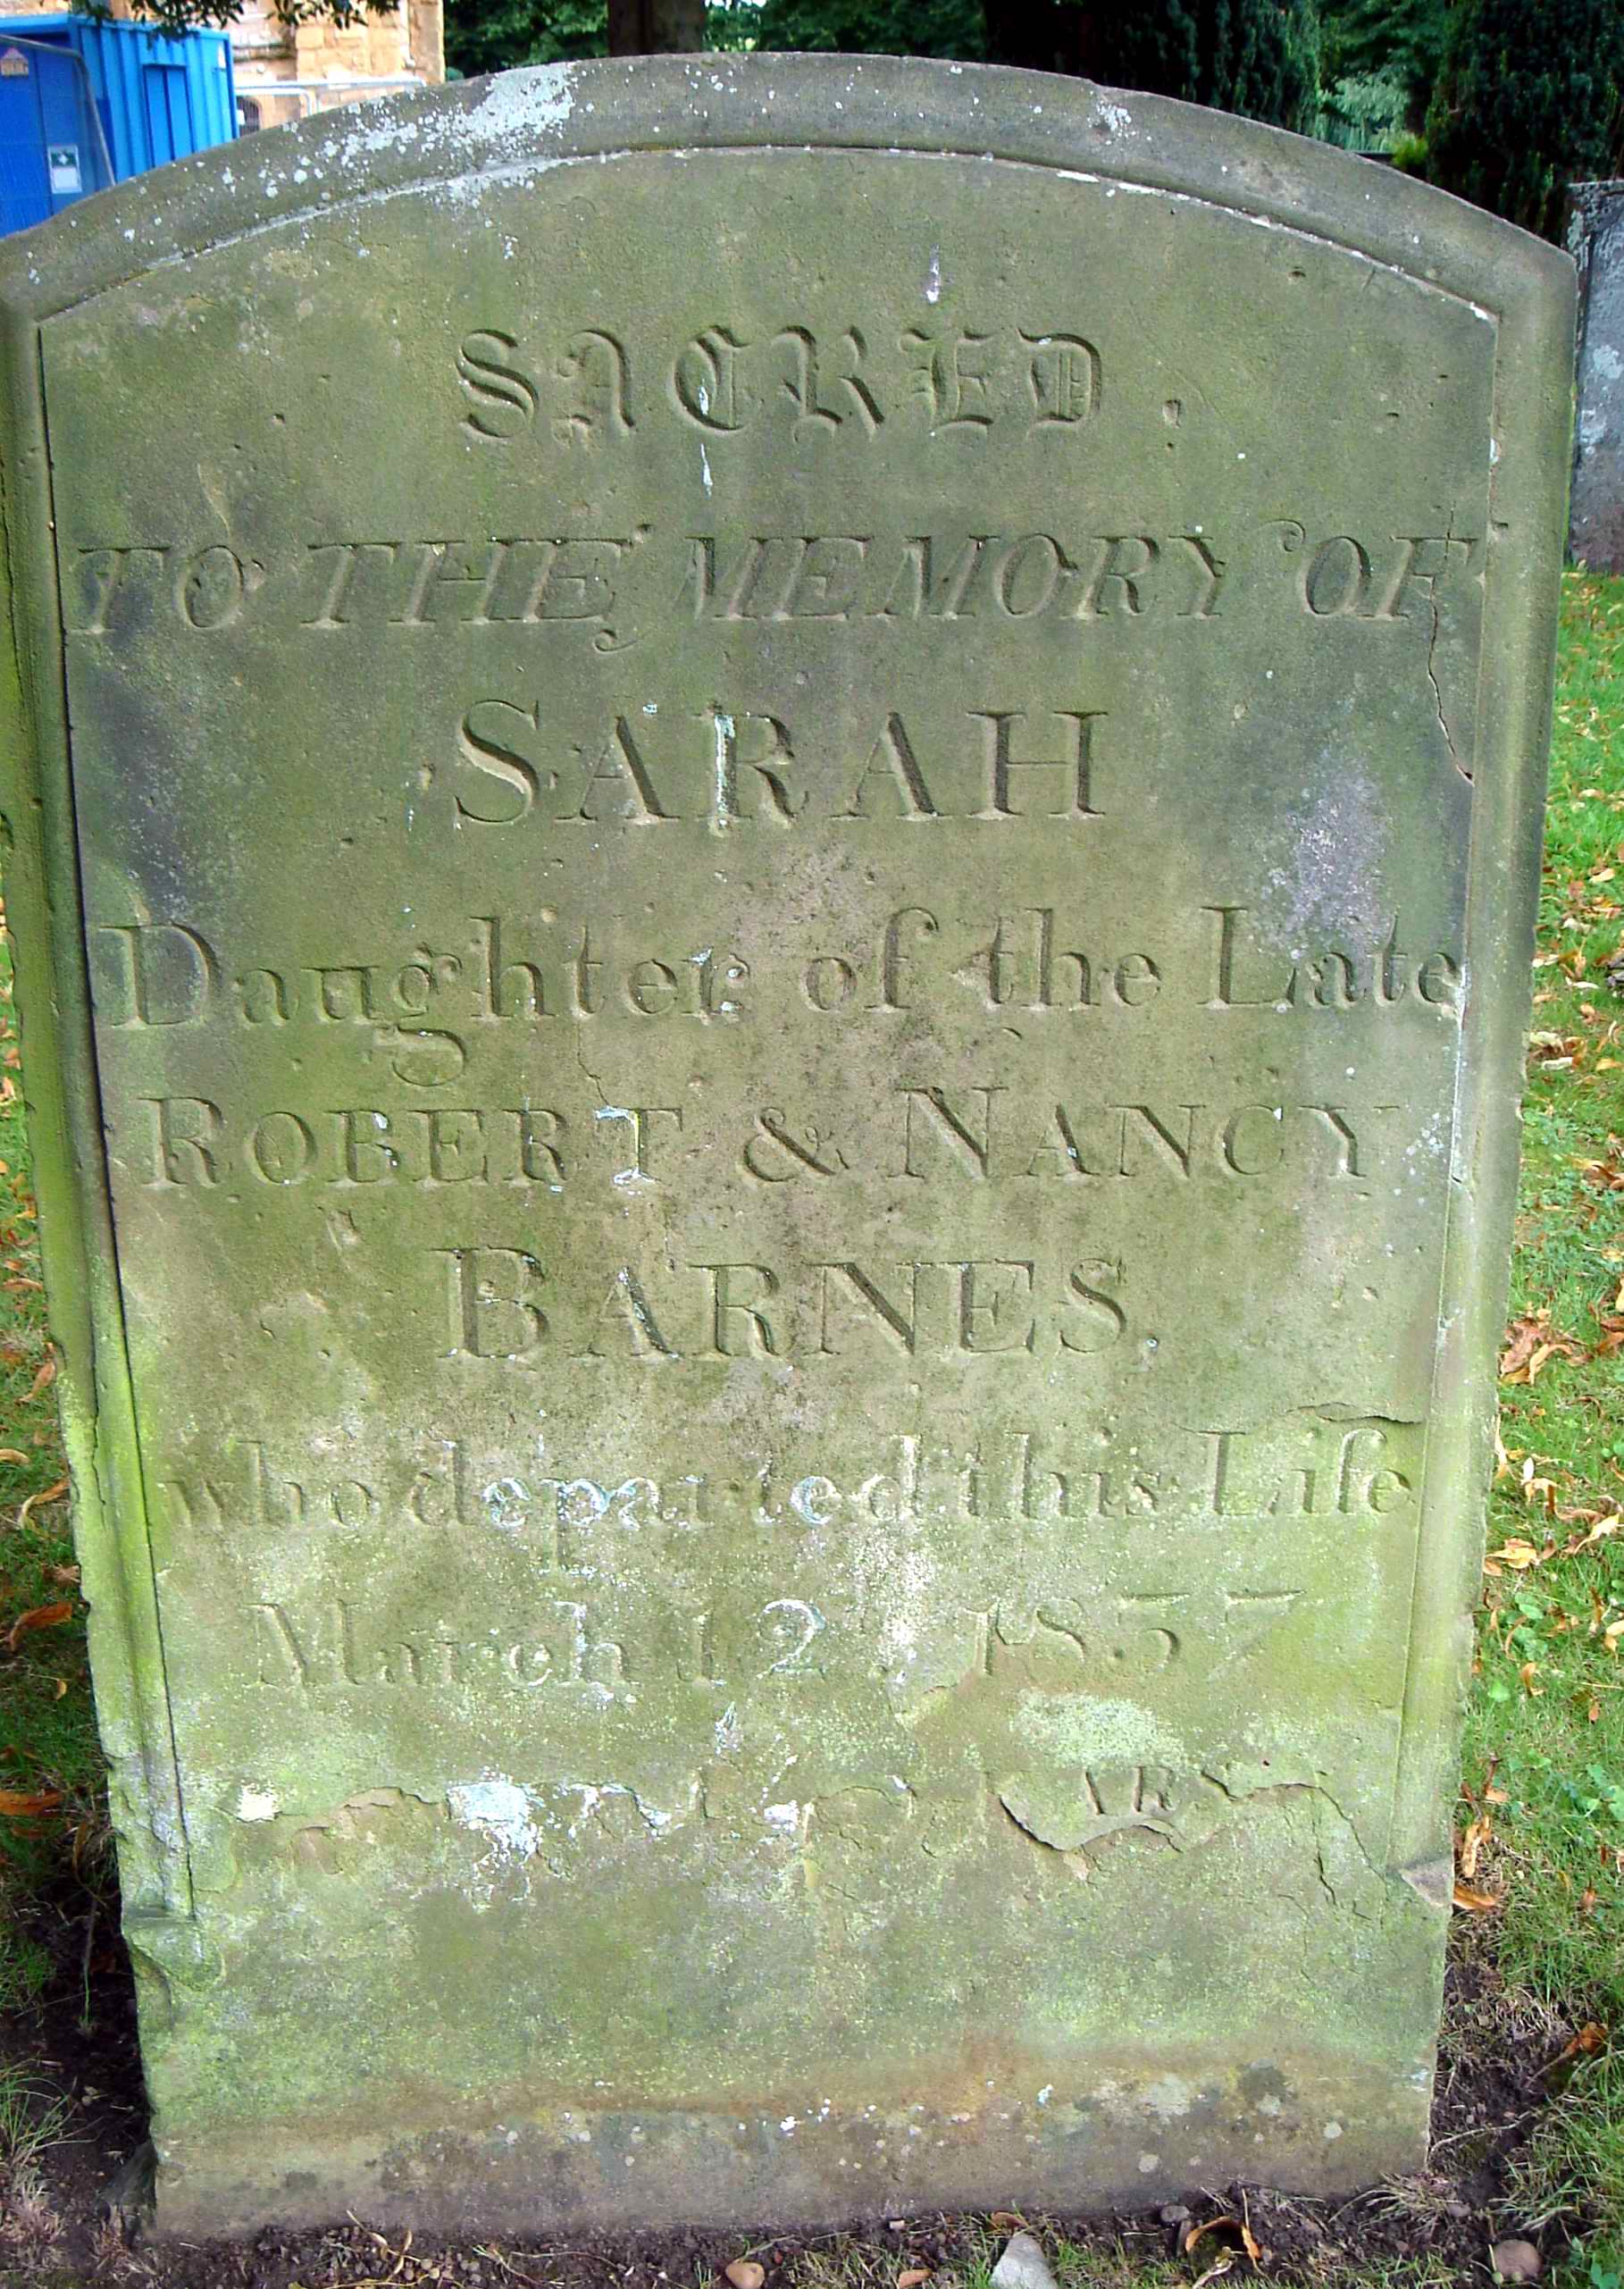 SACRED.
TO THE MEMORY OF
SARAH
Daughter of the Late
ROBERT & NANCY
BARNES,
who departed this Life
March 12. 1837